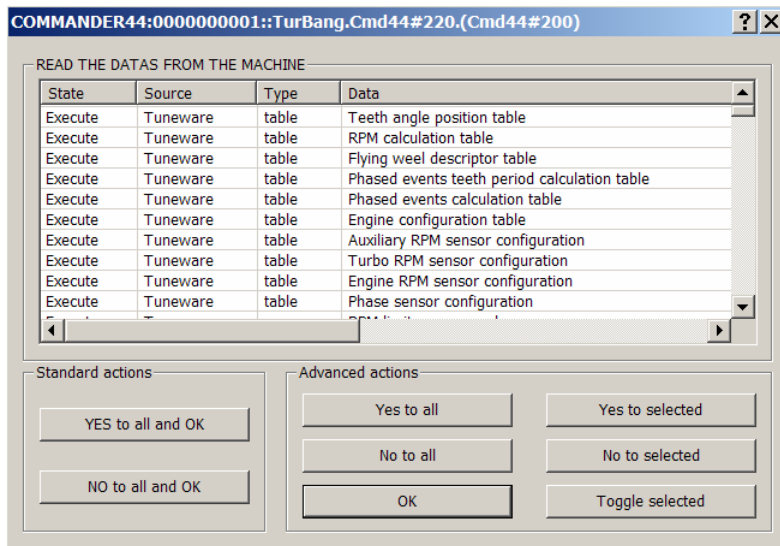 COMMANDER44:0000000001::TurBang.Cmd44#220.(Cmd44#200)
READ THE DATAS FROM THE MACHINE
State Source Type Data
Execute Tuneware table Teeth angle position table
Execute Tuneware table RPM calculation table
Execute Tuneware table Flying weel descriptor table
Execute Tuneware table Phased events teeth period calculation table
Execute Tuneware table Phased events calculation table
Execute Tuneware table Engine configuration table
Execute Tuneware table Auxiliary RPM sensor configuration
Execute Tuneware table Turbo RPM sensor configuration
Execute Tuneware table Engine RPM sensor configuration
Execute Tuneware table Phase sensor configuration
Standard actions
YES to all and OK
NO to all and OK
Advanced actions
Yes to all Yes to selected
No to all No to selected
OK Toggle selected